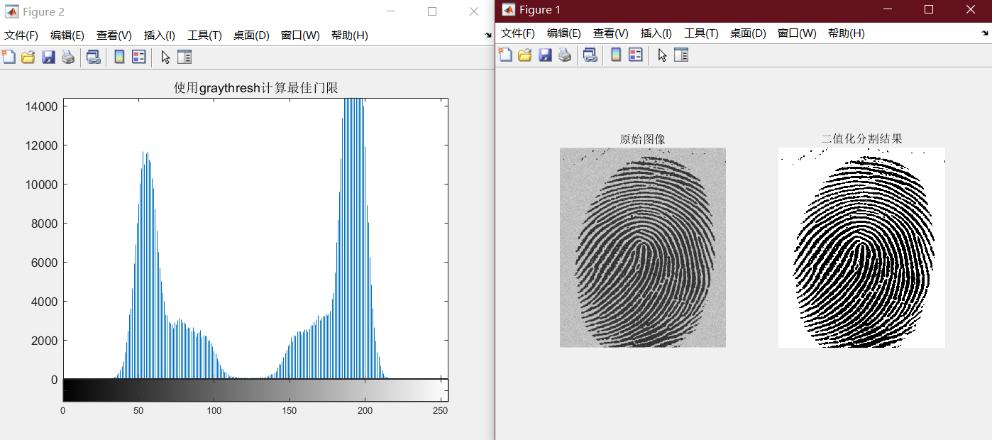 Figure 2
文件(F) 编辑(E) 查看(V) 插入(I) 工具(T) 桌面(D) 窗口(W) 帮助(H)
使用graythresh计算最佳门限
14000
12000
10000
8000
6000
4000
2000
0
0 50 100 150 200 250
Figure 1
文件(F) 编辑(E) 查看(V) 插入(I) 工具(T) 桌面(D) 窗口(W) 帮助(H)
原始图像 二值化分割结果